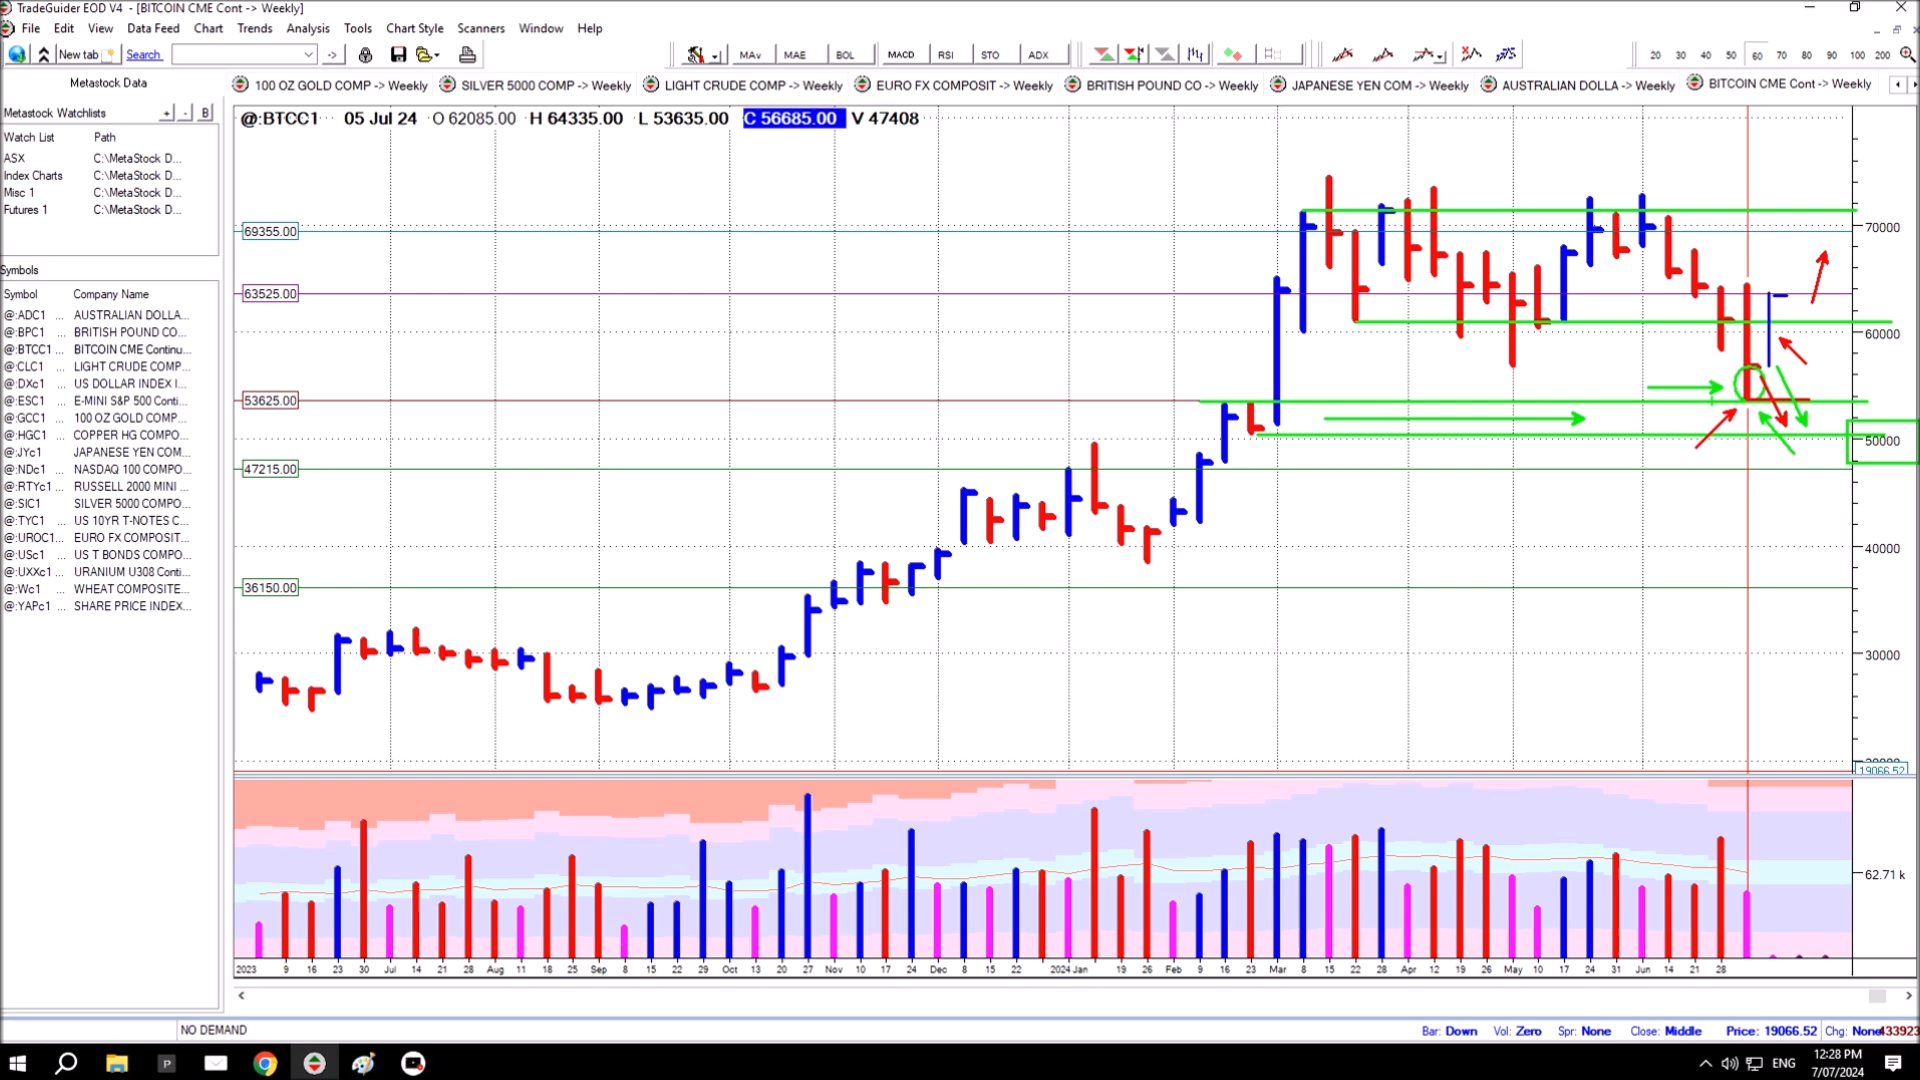 TradeGuider EOD V4 - [BITCOIN CME Cont -> Weekly]
File Edit View Data Feed Chart Trends Analysis Tools Chart Style Scanners Window Help
New tab Search -> MAv MAE BOL MACD RSI STO ADX 20 30 40 50 60 70 80 90 100 200
Metastock Data
100 OZ GOLD COMP -> Weekly SILVER 5000 COMP -> Weekly LIGHT CRUDE COMP -> Weekly EURO FX COMPOSIT -> Weekly BRITISH POUND CO -> Weekly JAPANESE YEN COM -> Weekly AUSTRALIAN DOLLA -> Weekly BITCOIN CME Cont -> Weekly
Metastock Watchlists + - B
Watch List Path
ASX C:\MetaStock D...
Index Charts C:\MetaStock D...
Misc 1 C:\MetaStock D...
Futures 1 C:\MetaStock D...
Symbols
Symbol Company Name
@:ADC1 ... AUSTRALIAN DOLLA...
@:BPC1 ... BRITISH POUND CO...
@:BTCC1 ... BITCOIN CME Continu...
@:CLC1 ... LIGHT CRUDE COMP...
@:DXc1 ... US DOLLAR INDEX I...
@:ESC1 ... E-MINI S&P 500 Conti...
@:GCC1 ... 100 OZ GOLD COMP...
@:HGC1 ... COPPER HG COMPO...
@:JYc1 ... JAPANESE YEN COM...
@:NDc1 ... NASDAQ 100 COMPO...
@:RTYc1 ... RUSSELL 2000 MINI ...
@:SIC1 ... SILVER 5000 COMPO...
@:TYC1 ... US 10YR T-NOTES C...
@:UROC1... EURO FX COMPOSIT...
@:USc1 ... US T BONDS COMPO...
@:UXXc1 ... URANIUM U308 Conti...
@:Wc1 ... WHEAT COMPOSITE...
@:YAPc1 ... SHARE PRICE INDEX...
@:BTCC1 05 Jul 24 O 62085.00 H 64335.00 L 53635.00 C 56685.00 V 47408
69355.00
63525.00
53625.00
47215.00
36150.00
70000
60000
50000
40000
30000
19066.52
62.71 k
2023 9 16 23 30 Jul 14 21 28 Aug 11 18 25 Sep 8 15 22 29 Oct 13 20 27 Nov 10 17 24 Dec 8 15 22 2024 Jan 19 26 Feb 9 16 23 Mar 8 15 22 28 Apr 12 19 26 May 10 17 24 31 Jun 14 21 28
NO DEMAND
Bar: Down Vol: Zero Spr: None Close: Middle Price: 19066.52 Chg: None
ENG
12:28 PM
7/07/2024